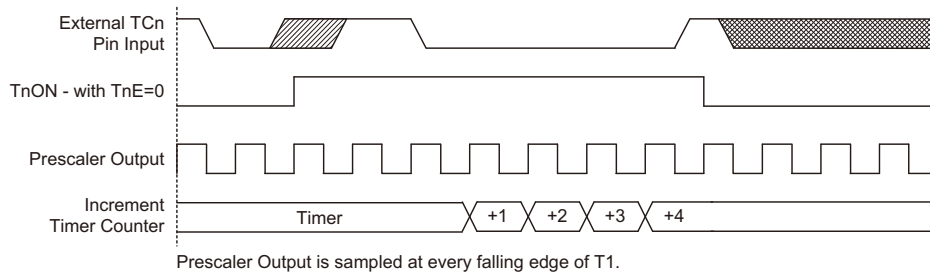 External TCn
Pin Input
TnON - with TnE=0
Prescaler Output
Increment
Timer Counter
Timer
+1
+2
+3
+4
Prescaler Output is sampled at every falling edge of T1.